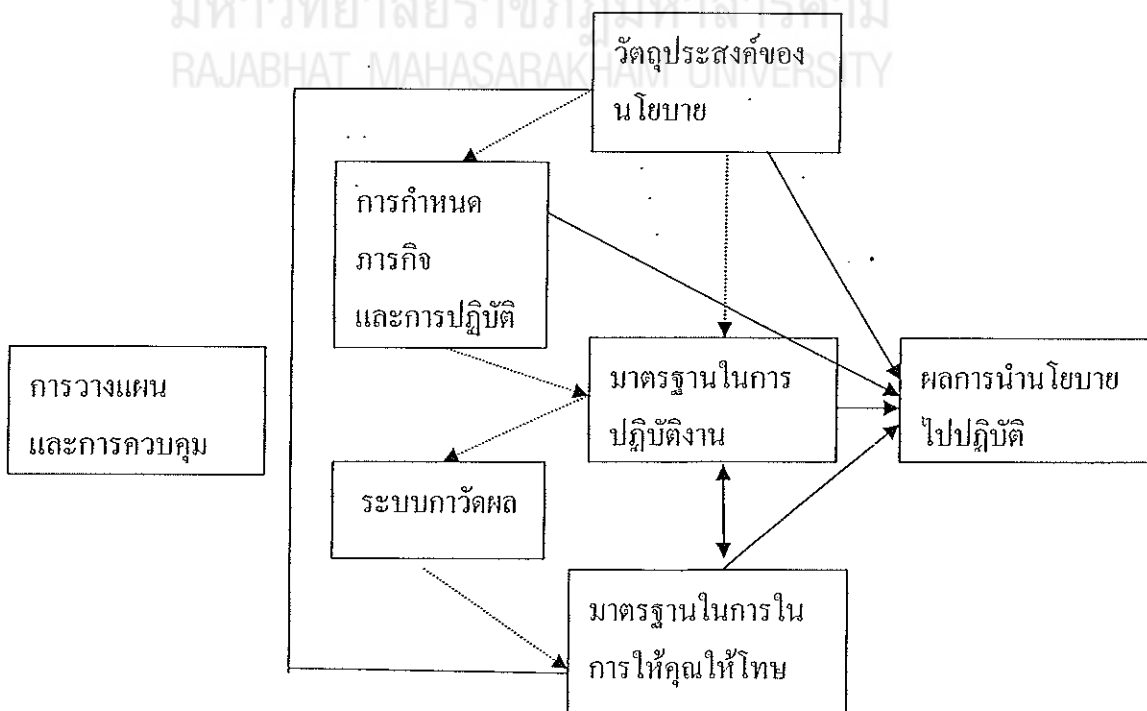 มหาวิทยาลัยราชภัฏมหาสารคาม
RAJABHAT MAHASARAKHAM UNIVERSITY
วัตถุประสงค์ของ
นโยบาย
การกำหนด
ภารกิจ
และการปฏิบัติ
การวางแผน
และการควบคุม
มาตรฐานในการ
ปฏิบัติงาน
ผลการนำนโยบาย
ไปปฏิบัติ
ระบบกาวัดผล
มาตรฐานในการใน
การให้คุณให้โทษ